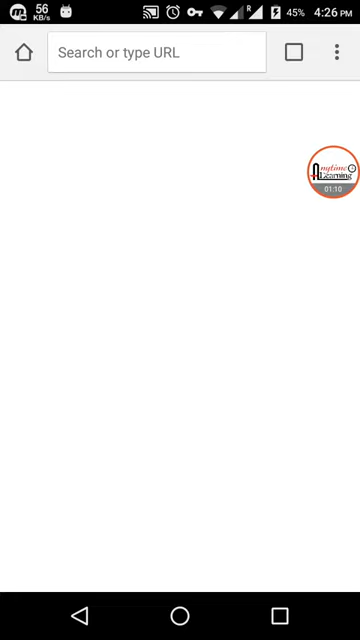 56
KB/s
R
45%
4:26 PM
Search or type URL
Anytime
Learning
01:10